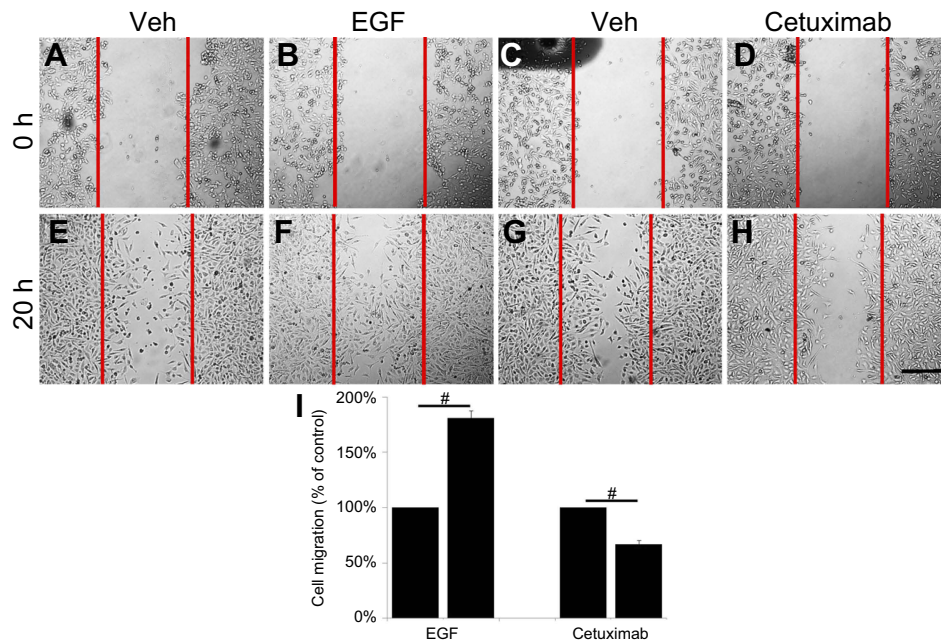 Veh EGF Veh Cetuximab
0 h
A B C D
20 h
E F G H
I
Cell migration (% of control)
200%
150%
100%
50%
0%
#
#
EGF Cetuximab